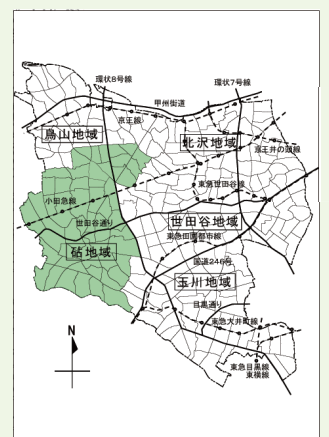 環状8号線
環状7号線
甲州街道
京王線
烏山地域
北沢地域
京王井の頭線
東急世田谷線
小田急線
世田谷通り
世田谷地域
東急田園都市線
砧地域
国道246号
玉川地域
目黒通り
東急大井町線
東急目黒線
東横線
N